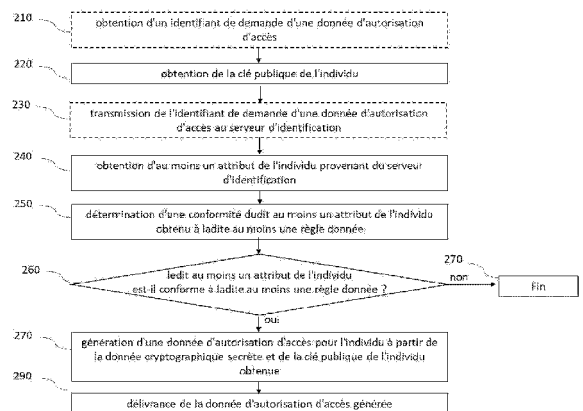 210
obtention d'un identifiant de demande d'une donnée d'autorisation
d'accès
220
obtention de la clé publique de l'individu
230
transmission de l'identifiant de demande d'une donnée d'autorisation
d'accès au serveur d'identification
240
obtention d'au moins un attribut de l'individu provenant du serveur
d'identification
250
détermination d'une conformité dudit au moins un attribut de l'individu
obtenu à ladite au moins une règle donnée
260
ledit au moins un attribut de l'individu
est-il conforme à ladite au moins une règle donnée ?
non
270
fin
oui
270
génération d'une donnée d'autorisation d'accès pour l'individu à partir de
la donnée cryptographique secrète et de la clé publique de l'individu
obtenue
290
délivrance de la donnée d'autorisation d'accès générée